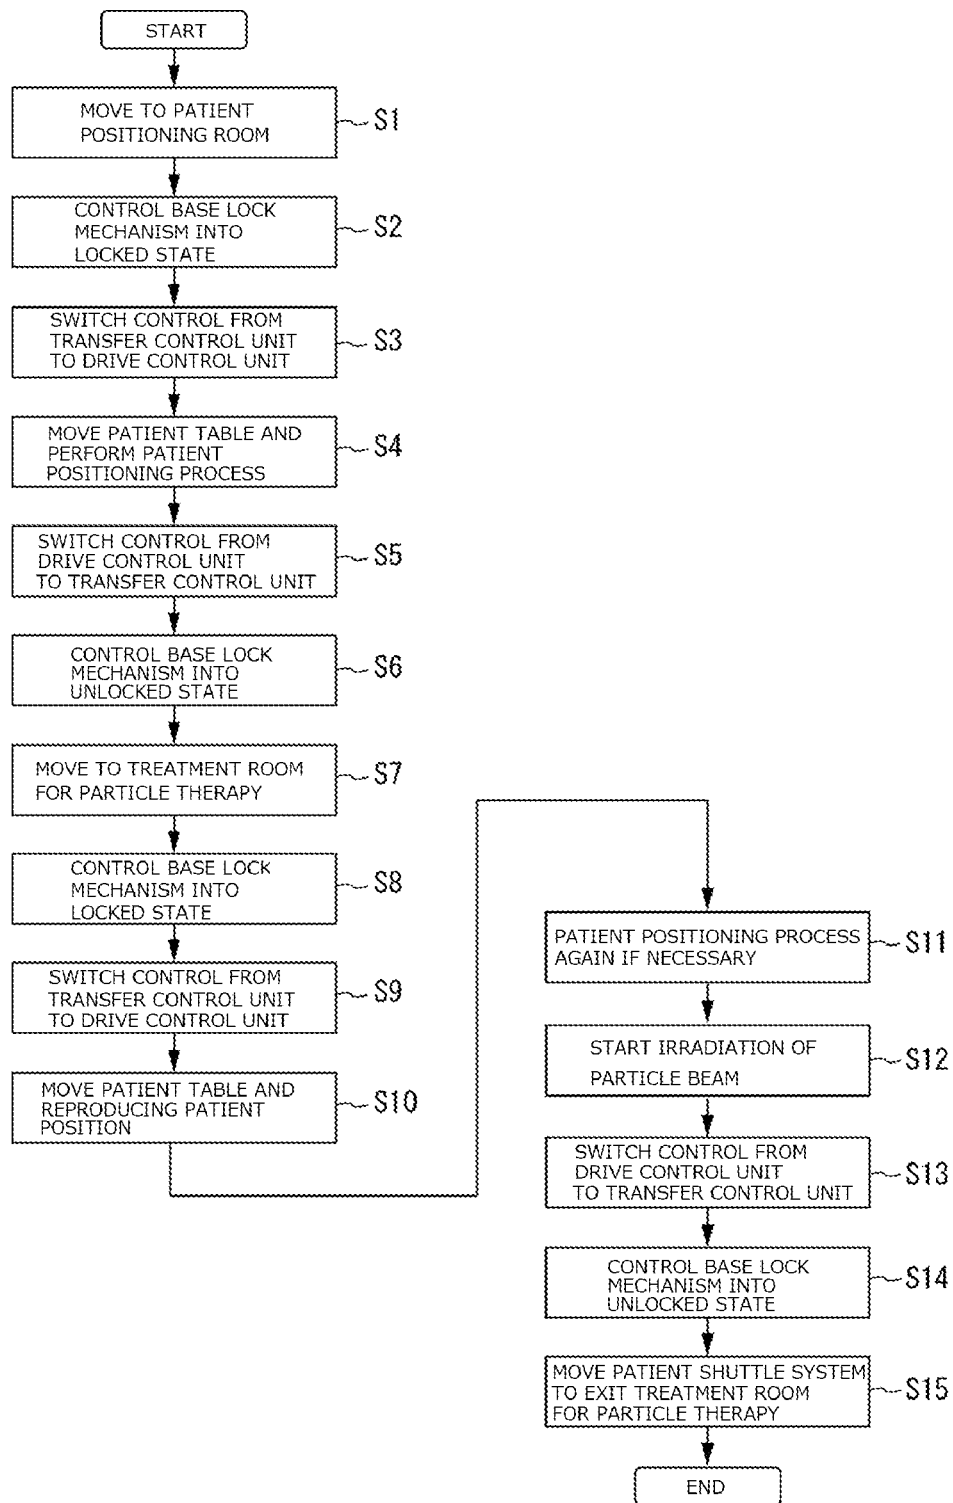 START
MOVE TO PATIENT
POSITIONING ROOM
S1
CONTROL BASE LOCK
MECHANISM INTO
LOCKED STATE
S2
SWITCH CONTROL FROM
TRANSFER CONTROL UNIT
TO DRIVE CONTROL UNIT
S3
MOVE PATIENT TABLE AND
PERFORM PATIENT
POSITIONING PROCESS
S4
SWITCH CONTROL FROM
DRIVE CONTROL UNIT
TO TRANSFER CONTROL UNIT
S5
CONTROL BASE LOCK
MECHANISM INTO
UNLOCKED STATE
S6
MOVE TO TREATMENT ROOM
FOR PARTICLE THERAPY
S7
CONTROL BASE LOCK
MECHANISM INTO
LOCKED STATE
S8
SWITCH CONTROL FROM
TRANSFER CONTROL UNIT
TO DRIVE CONTROL UNIT
S9
MOVE PATIENT TABLE AND
REPRODUCING PATIENT
POSITION
S10
PATIENT POSITIONING PROCESS
AGAIN IF NECESSARY
S11
START IRRADIATION OF
PARTICLE BEAM
S12
SWITCH CONTROL FROM
DRIVE CONTROL UNIT
TO TRANSFER CONTROL UNIT
S13
CONTROL BASE LOCK
MECHANISM INTO
UNLOCKED STATE
S14
MOVE PATIENT SHUTTLE SYSTEM
TO EXIT TREATMENT ROOM
FOR PARTICLE THERAPY
S15
END